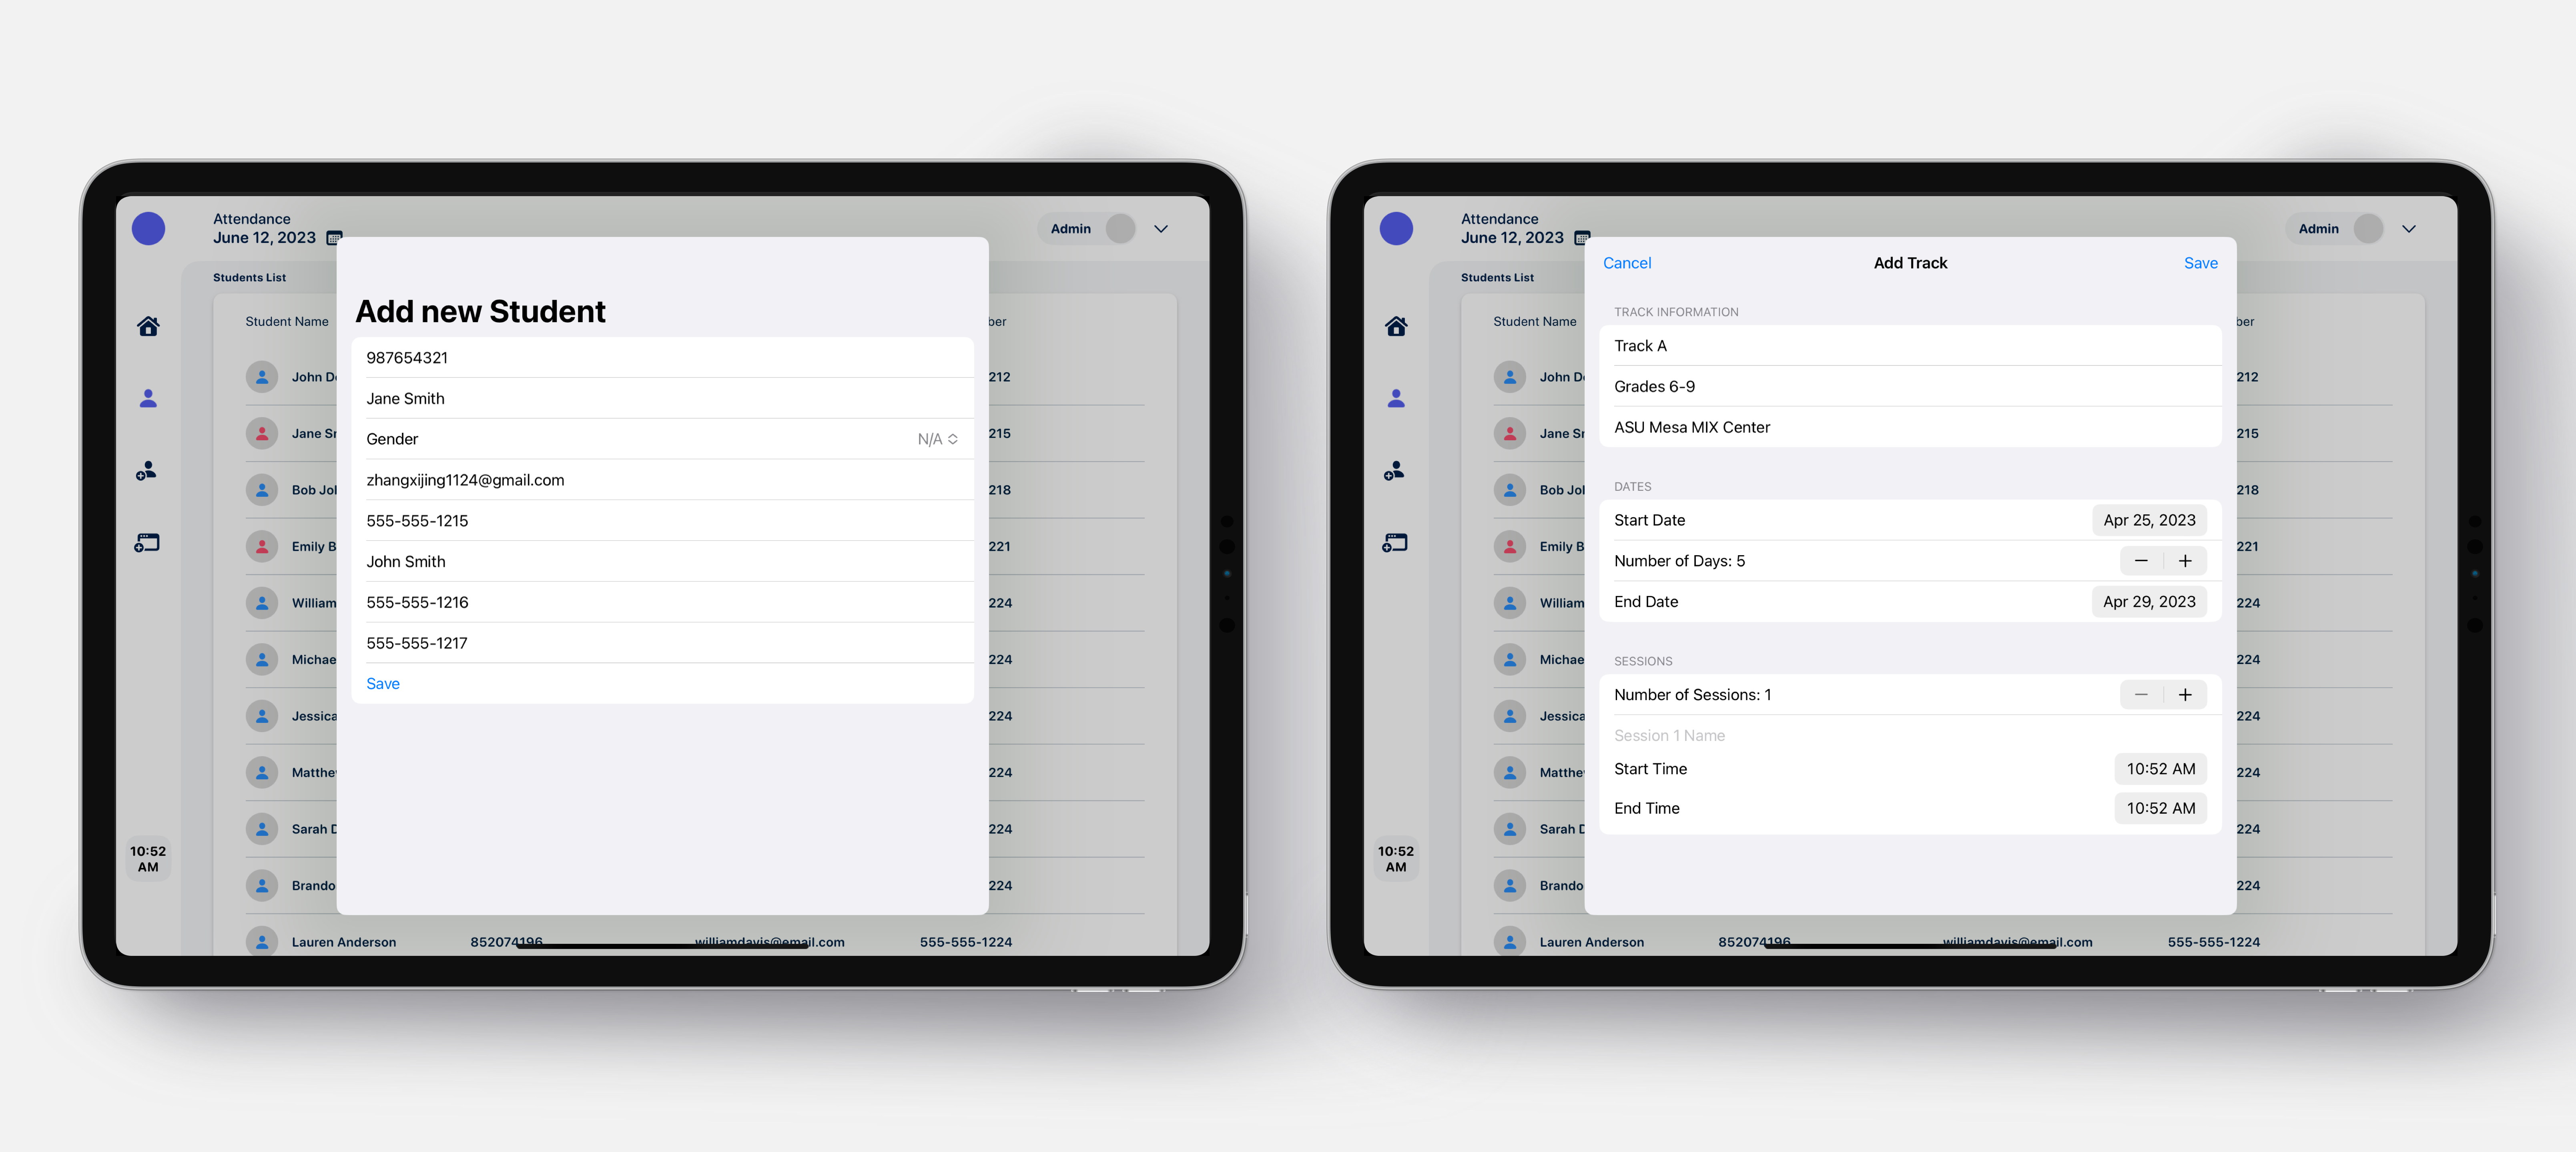 Attendance
June 12, 2023
Admin
Students List
Student Name
ber
John D
212
Jane S
215
Bob Jo
218
Emily B
221
William
224
Michae
224
Jessica
224
Matthe
224
Sarah D
224
Brando
224
Lauren Anderson 852074196 williamdavis@email.com 555-555-1224
10:52
AM
Add new Student
987654321
Jane Smith
Gender N/A
zhangxijing1124@gmail.com
555-555-1215
John Smith
555-555-1216
555-555-1217
Save
Attendance
June 12, 2023
Admin
Students List
Student Name
ber
John D
212
Jane S
215
Bob Jo
218
Emily B
221
William
224
Michae
224
Jessica
224
Matthe
224
Sarah D
224
Brando
224
Lauren Anderson 852074196 williamdavis@email.com 555-555-1224
10:52
AM
Cancel Add Track Save
TRACK INFORMATION
Track A
Grades 6-9
ASU Mesa MIX Center
DATES
Start Date Apr 25, 2023
Number of Days: 5 − +
End Date Apr 29, 2023
SESSIONS
Number of Sessions: 1 − +
Session 1 Name
Start Time 10:52 AM
End Time 10:52 AM